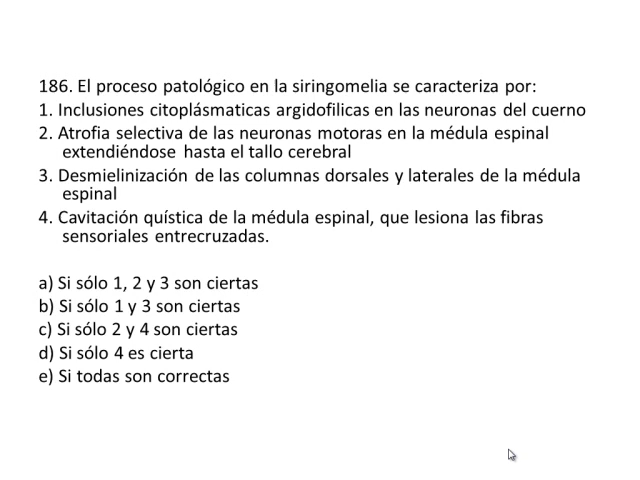 186. El proceso patológico en la siringomelia se caracteriza por:
1. Inclusiones citoplásmaticas argidofilicas en las neuronas del cuerno
2. Atrofia selectiva de las neuronas motoras en la médula espinal
extendiéndose hasta el tallo cerebral
3. Desmielinización de las columnas dorsales y laterales de la médula
espinal
4. Cavitación quística de la médula espinal, que lesiona las fibras
sensoriales entrecruzadas.
a) Si sólo 1, 2 y 3 son ciertas
b) Si sólo 1 y 3 son ciertas
c) Si sólo 2 y 4 son ciertas
d) Si sólo 4 es cierta
e) Si todas son correctas